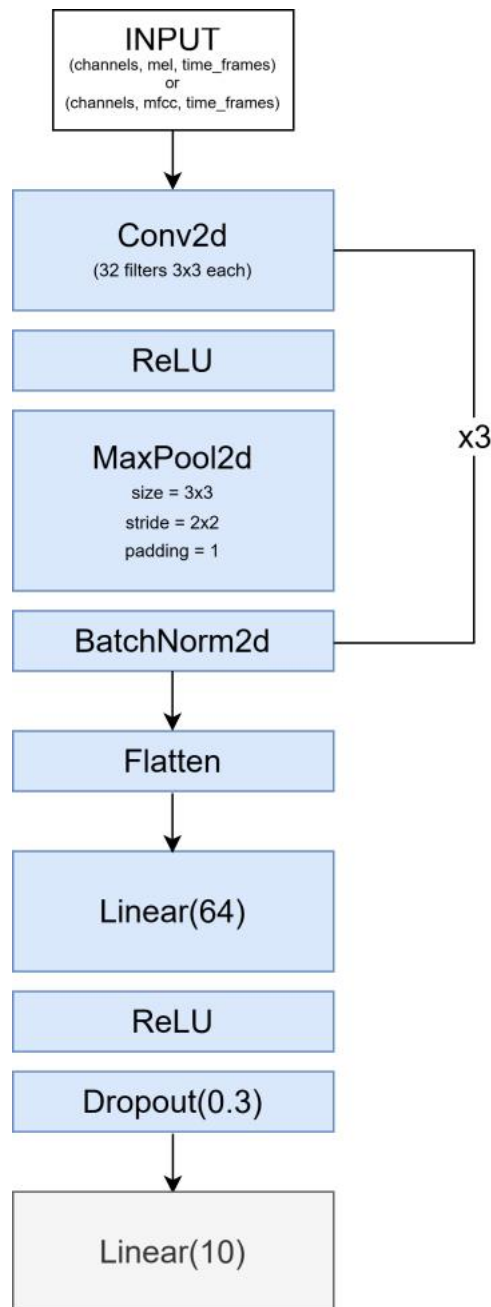 INPUT
(channels, mel, time_frames)
or
(channels, mfcc, time_frames)
Conv2d
(32 filters 3x3 each)
ReLU
x3
MaxPool2d
size = 3x3
stride = 2x2
padding = 1
BatchNorm2d
Flatten
Linear(64)
ReLU
Dropout(0.3)
Linear(10)